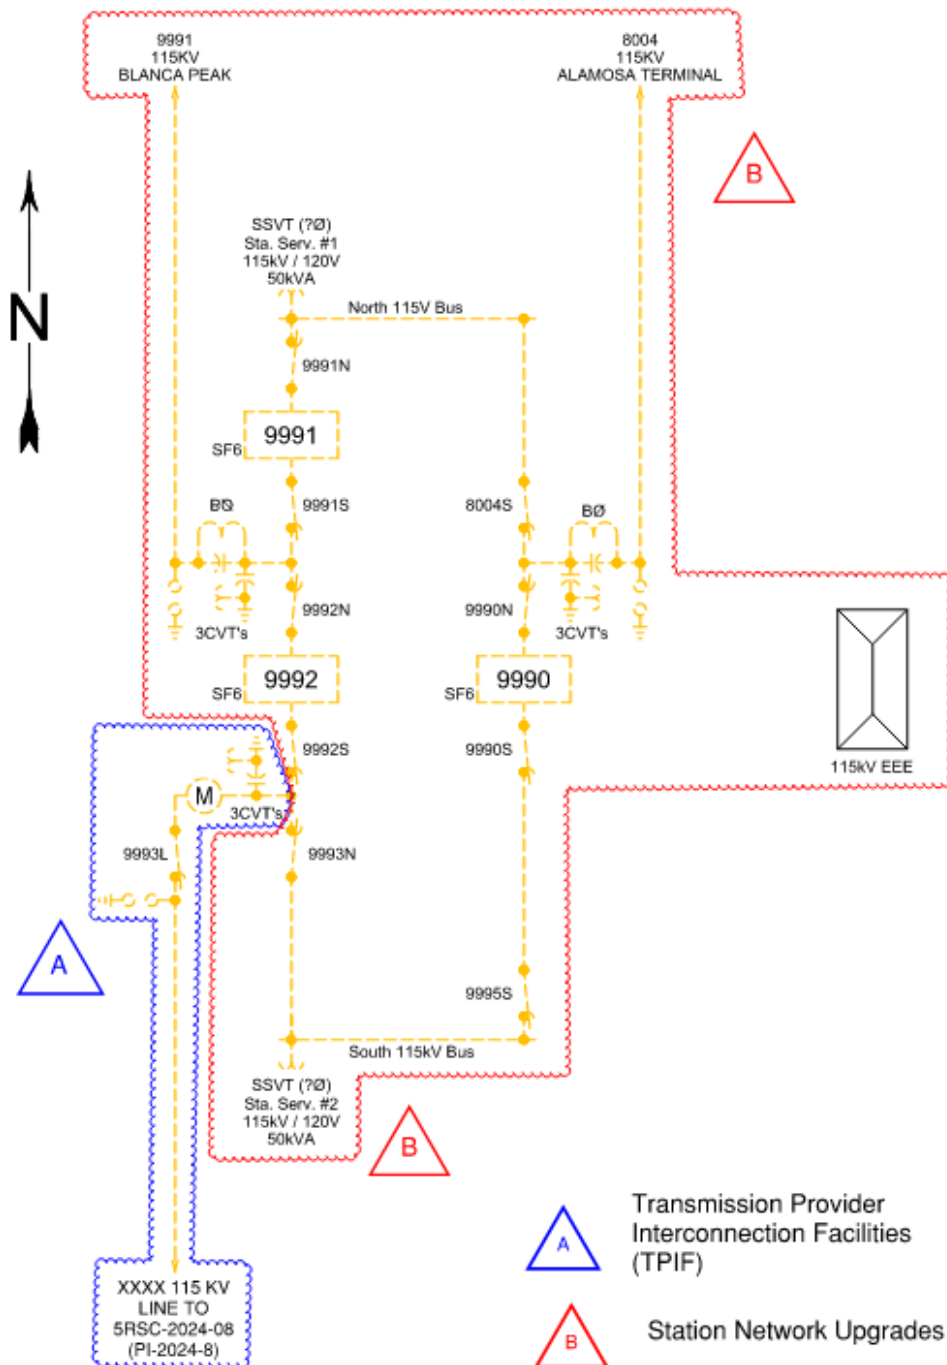 9991
115KV
BLANCA PEAK
8004
115KV
ALAMOSA TERMINAL
B
N
SSVT (?Ø)
Sta. Serv. #1
115kV / 120V
50kVA
North 115V Bus
9991N
9991
SF6
9991S
8004S
BØ
9992N
9990N
3CVT's
3CVT's
9992
SF6
9990
SF6
9992S
9990S
115kV EEE
M
3CVT's
9993L
9993N
A
9995S
South 115kV Bus
SSVT (?Ø)
Sta. Serv. #2
115kV / 120V
50kVA
B
A
Transmission Provider
Interconnection Facilities
(TPIF)
XXXX 115 KV
LINE TO
5RSC-2024-08
(PI-2024-8)
B
Station Network Upgrades